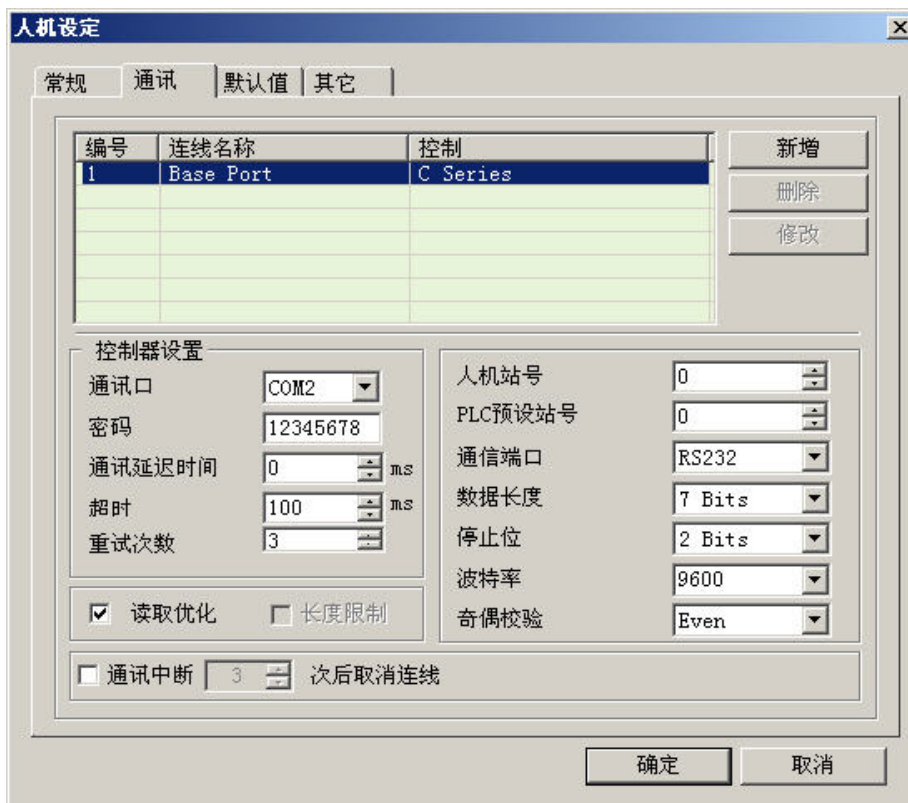 人机设定
常规 通讯 默认值 其它
编号 连线名称 控制
1 Base Port C Series
新增
删除
修改
控制器设置
通讯口 COM2
密码 12345678
通讯延迟时间 0 ms
超时 100 ms
重试次数 3
人机站号 0
PLC预设站号 0
通信端口 RS232
数据长度 7 Bits
停止位 2 Bits
波特率 9600
奇偶校验 Even
读取优化 长度限制
通讯中断 3 次后取消连线
确定 取消